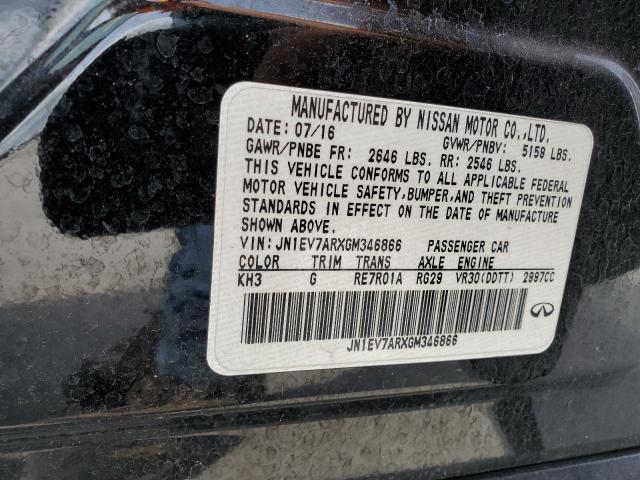 MANUFACTURED BY NISSAN MOTOR CO.,LTD.
DATE: 07/16 GVWR/PNBV: 5159 LBS.
GAWR/PNBE FR: 2646 LBS. RR: 2546 LBS.
THIS VEHICLE CONFORMS TO ALL APPLICABLE FEDERAL
MOTOR VEHICLE SAFETY,BUMPER,AND THEFT PREVENTION
STANDARDS IN EFFECT ON THE DATE OF MANUFACTURE
SHOWN ABOVE.
VIN: JN1EV7ARXGM346866 PASSENGER CAR
COLOR TRIM TRANS AXLE ENGINE
KH3 G RE7R01A RG29 VR30(DDTT) 2997CC
JN1EV7ARXGM346866